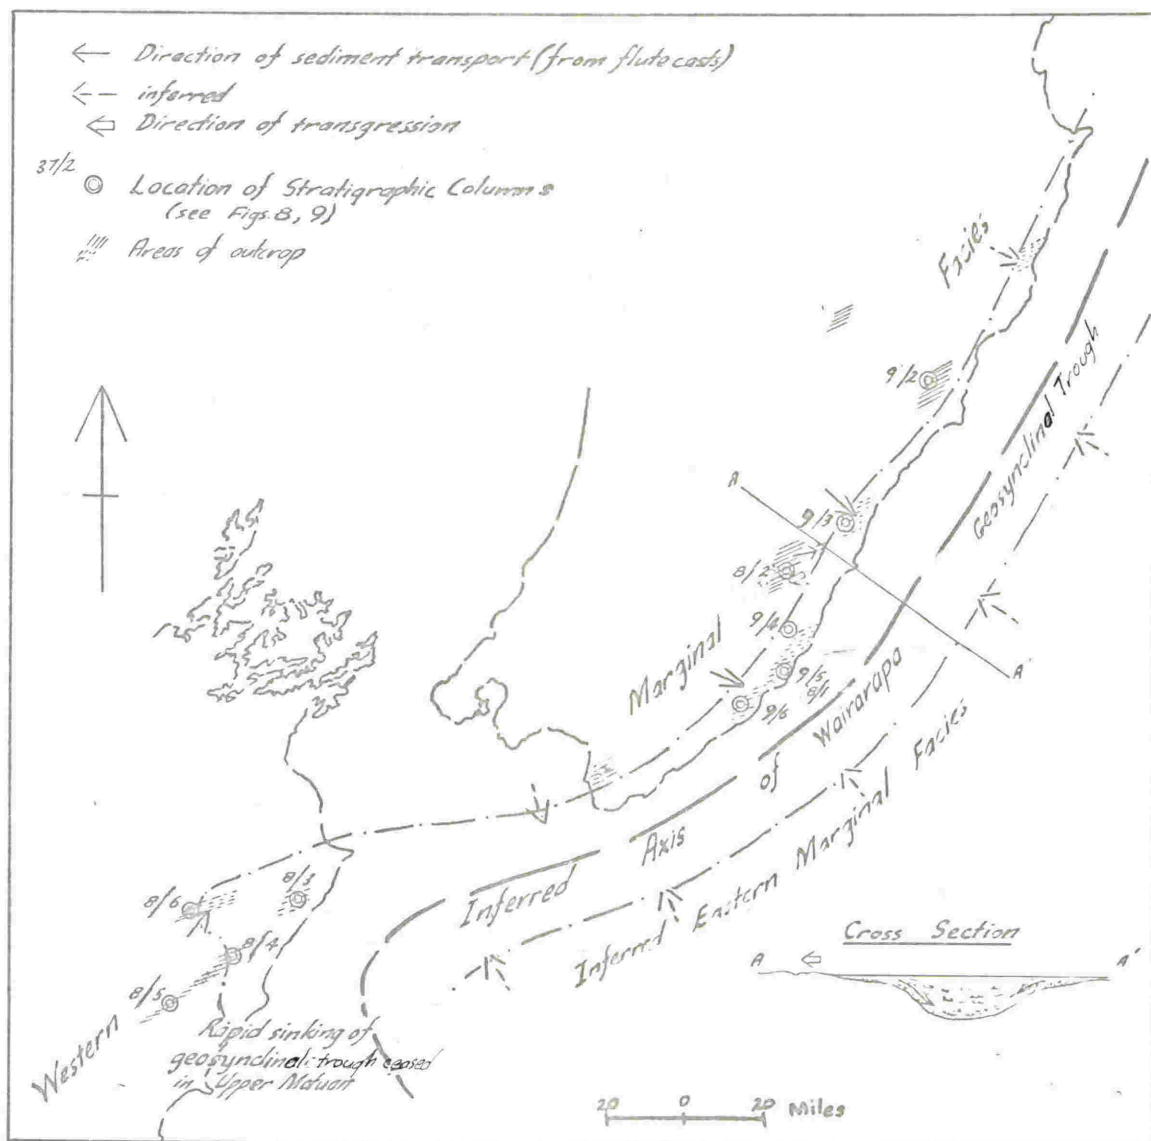 Direction of sediment transport (from flute casts)
inferred
Direction of transgression
37/2
Location of Stratigraphic Columns
(see Figs. 8, 9)
Areas of outcrop
Facies
9/2
Geosynclinal Trough
A
9/3
8/2
9/4
Marginal
9/5
8/1
A'
9/6
Wairarapa
of
Axis
Inferred
Inferred Eastern Marginal Facies
8/3
8/6
8/4
8/5
Western
Cross Section
A
A'
Rapid sinking of
geosynclinal trough ceased
in Upper Motuan
20 0 20 Miles